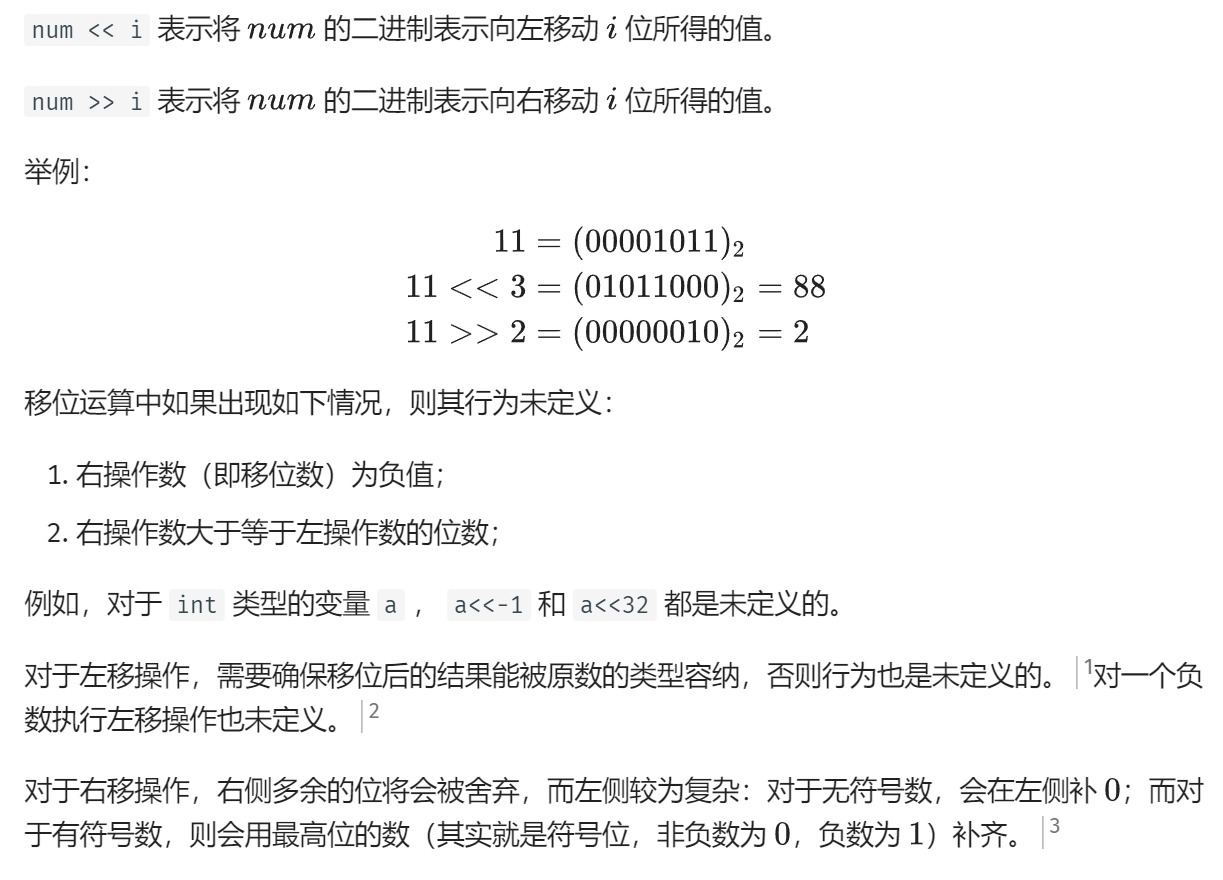 num << i 表示将 num 的二进制表示向左移动 i 位所得的值。
num >> i 表示将 num 的二进制表示向右移动 i 位所得的值。
举例：
11 = (00001011)₂
11 << 3 = (01011000)₂ = 88
11 >> 2 = (00000010)₂ = 2
移位运算中如果出现如下情况，则其行为未定义：
1. 右操作数（即移位数）为负值；
2. 右操作数大于等于左操作数的位数；
例如，对于 int 类型的变量 a ， a<<-1 和 a<<32 都是未定义的。
对于左移操作，需要确保移位后的结果能被原数的类型容纳，否则行为也是未定义的。 ¹对一个负
数执行左移操作也未定义。 ²
对于右移操作，右侧多余的位将会被舍弃，而左侧较为复杂：对于无符号数，会在左侧补 0；而对
于有符号数，则会用最高位的数（其实就是符号位，非负数为 0，负数为 1）补齐。 ³